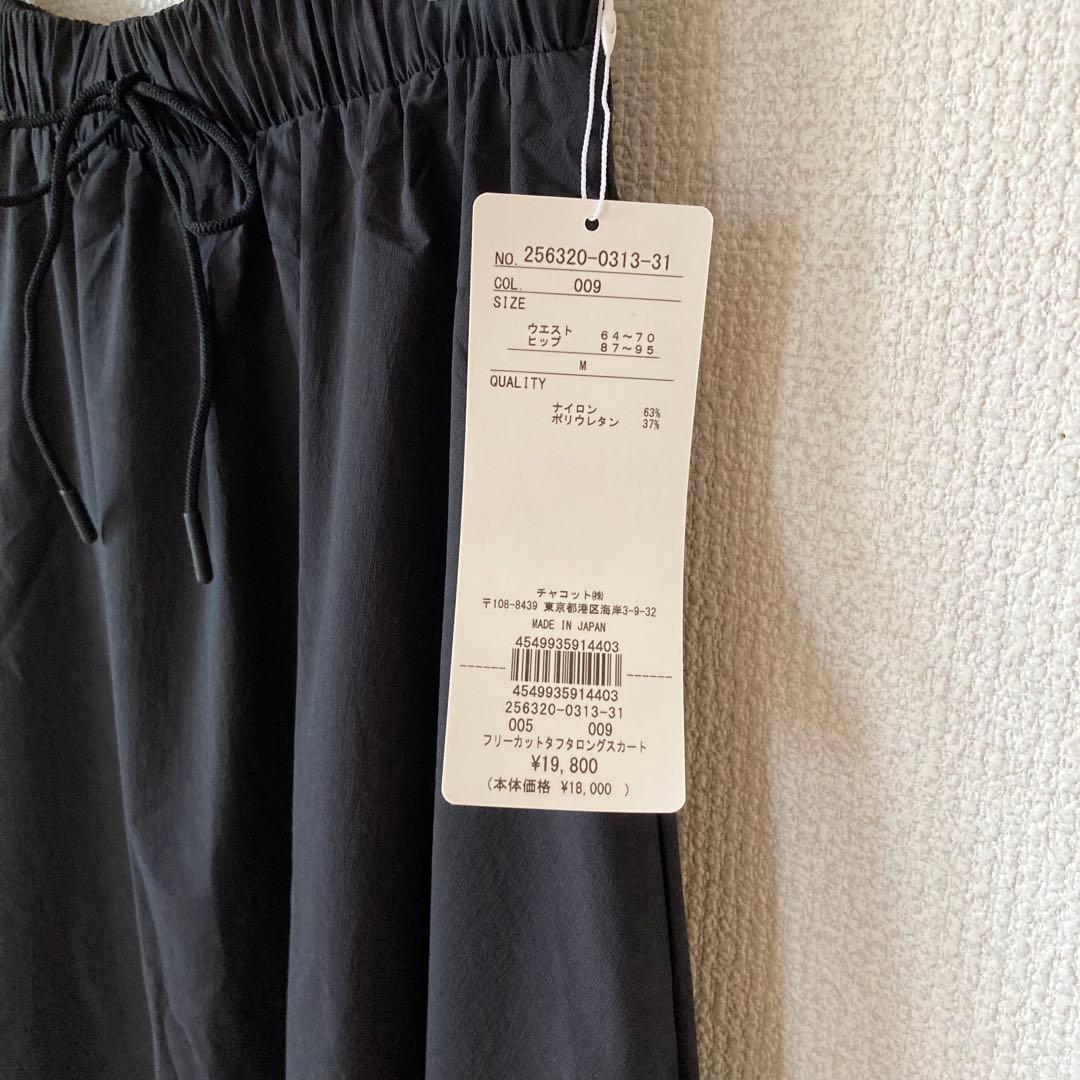 NO. 256320-0313-31
COL. 009
SIZE
ウエスト 64~70
ヒップ 87~95
M
QUALITY
ナイロン 63%
ポリウレタン 37%
チャコット㈱
〒108-8439 東京都港区海岸3-9-32
MADE IN JAPAN
4549935914403
4549935914403
256320-0313-31
005 009
フリーカットタフタロングスカート
¥19,800
(本体価格 ¥18,000 )